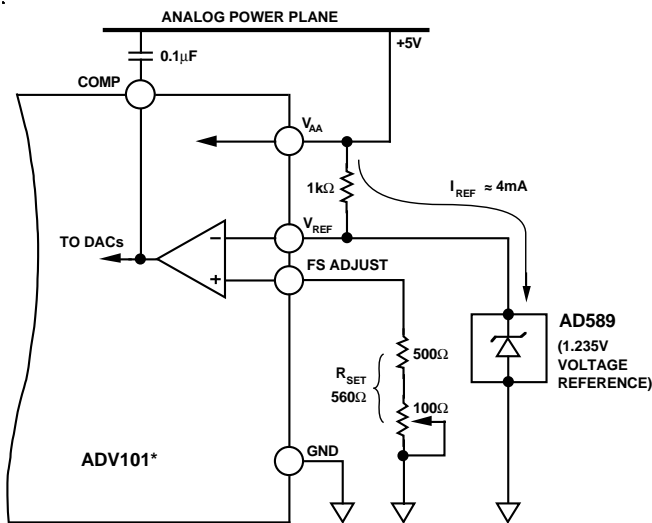 ANALOG POWER PLANE
+5V
0.1µF
COMP
VAA
1kΩ
IREF ≈ 4mA
VREF
TO DACs
−
+
FS ADJUST
AD589
(1.235V
VOLTAGE
REFERENCE)
500Ω
RSET
560Ω
100Ω
GND
ADV101*